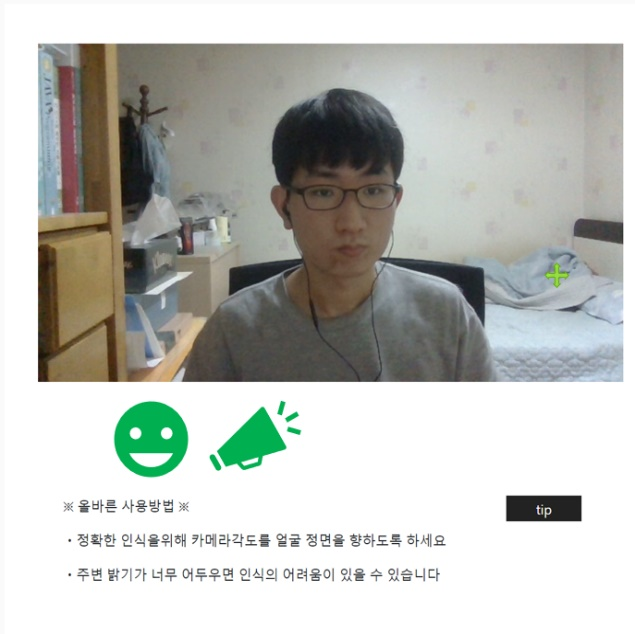 ※ 올바른 사용방법 ※
tip
・정확한 인식을위해 카메라각도를 얼굴 정면을 향하도록 하세요
・주변 밝기가 너무 어두우면 인식의 어려움이 있을 수 있습니다